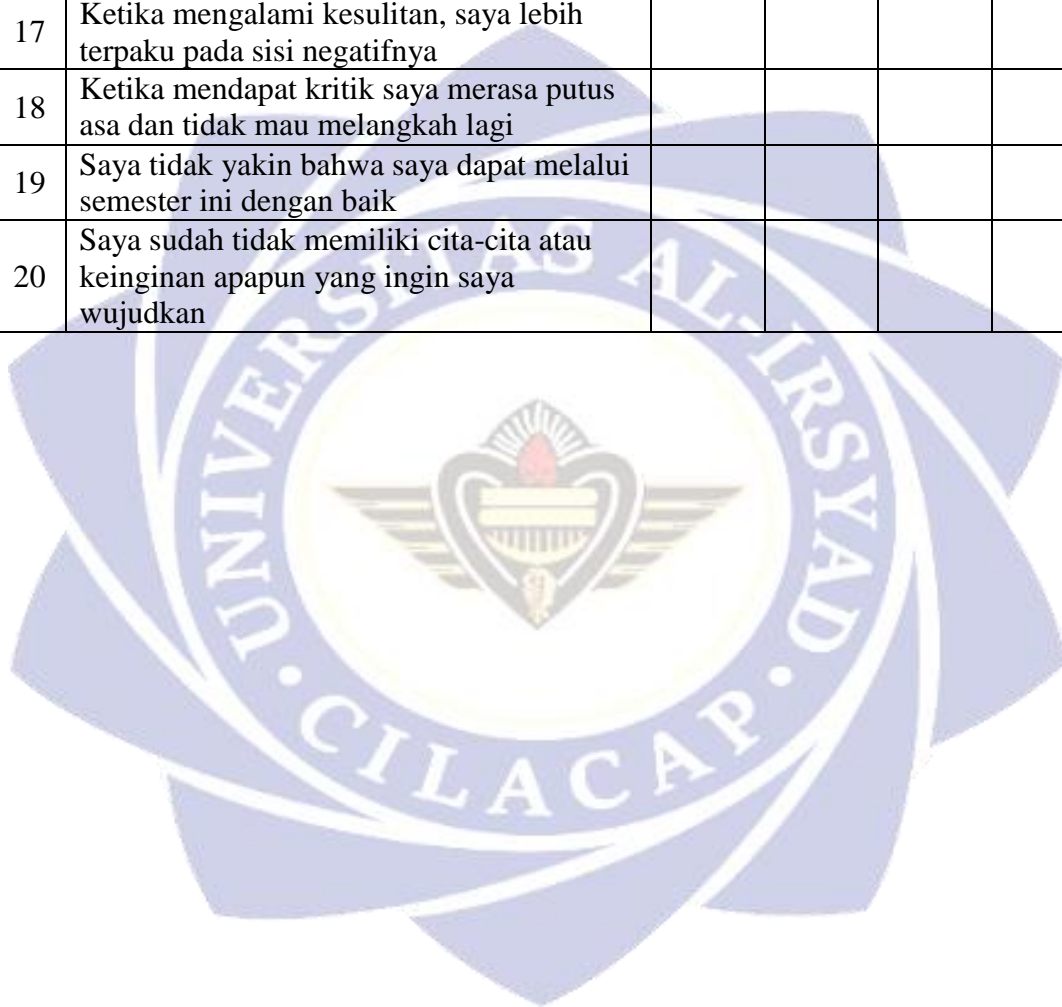 17 Ketika mengalami kesulitan, saya lebih
terpaku pada sisi negatifnya
18 Ketika mendapat kritik saya merasa putus
asa dan tidak mau melangkah lagi
19 Saya tidak yakin bahwa saya dapat melalui
semester ini dengan baik
20 Saya sudah tidak memiliki cita-cita atau
keinginan apapun yang ingin saya
wujudkan
UNIVERSITAS AL-IRSYAD
• CILACAP •